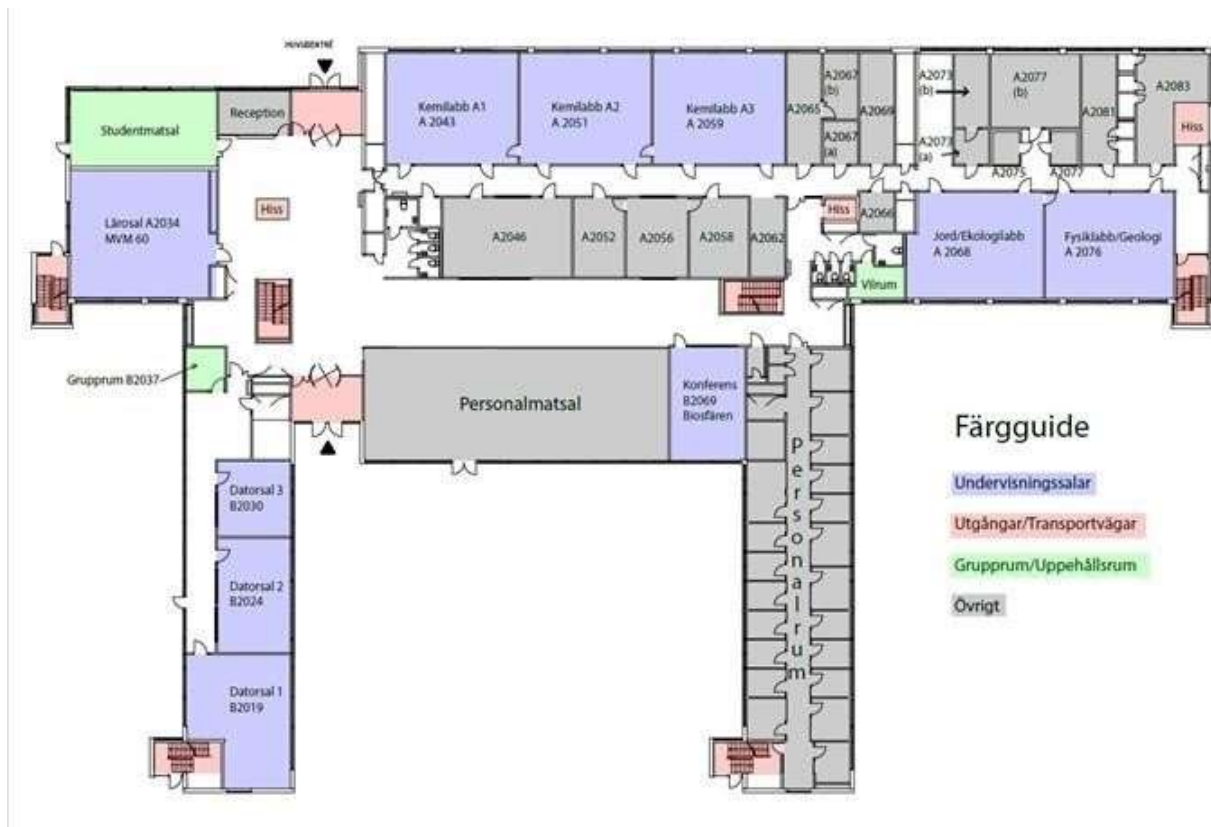 HUVUDENTRÉ
Studentmatsal
Reception
Kemilabb A1
A 2043
Kemilabb A2
A 2051
Kemilabb A3
A 2059
A2065
A2067
(b)
A2067
(a)
A2069
A2073
(b)
A2073
(a)
A2077
(b)
A2081
A2083
Hiss
A2075
A2077
Lärosal A2034
MVM 60
Hiss
A2046
A2052
A2056
A2058
A2062
Hiss
A2066
Jord/Ekologilabb
A 2068
Fysiklabb/Geologi
A 2076
Vilrum
Grupprum B2037
Personalmatsal
Konferens
B2069
Biosfären
Personalrum
Datorsal 3
B2030
Datorsal 2
B2024
Datorsal 1
B2019
Färgguide
Undervisningssalar
Utgångar/Transportvägar
Grupprum/Uppehållsrum
Övrigt